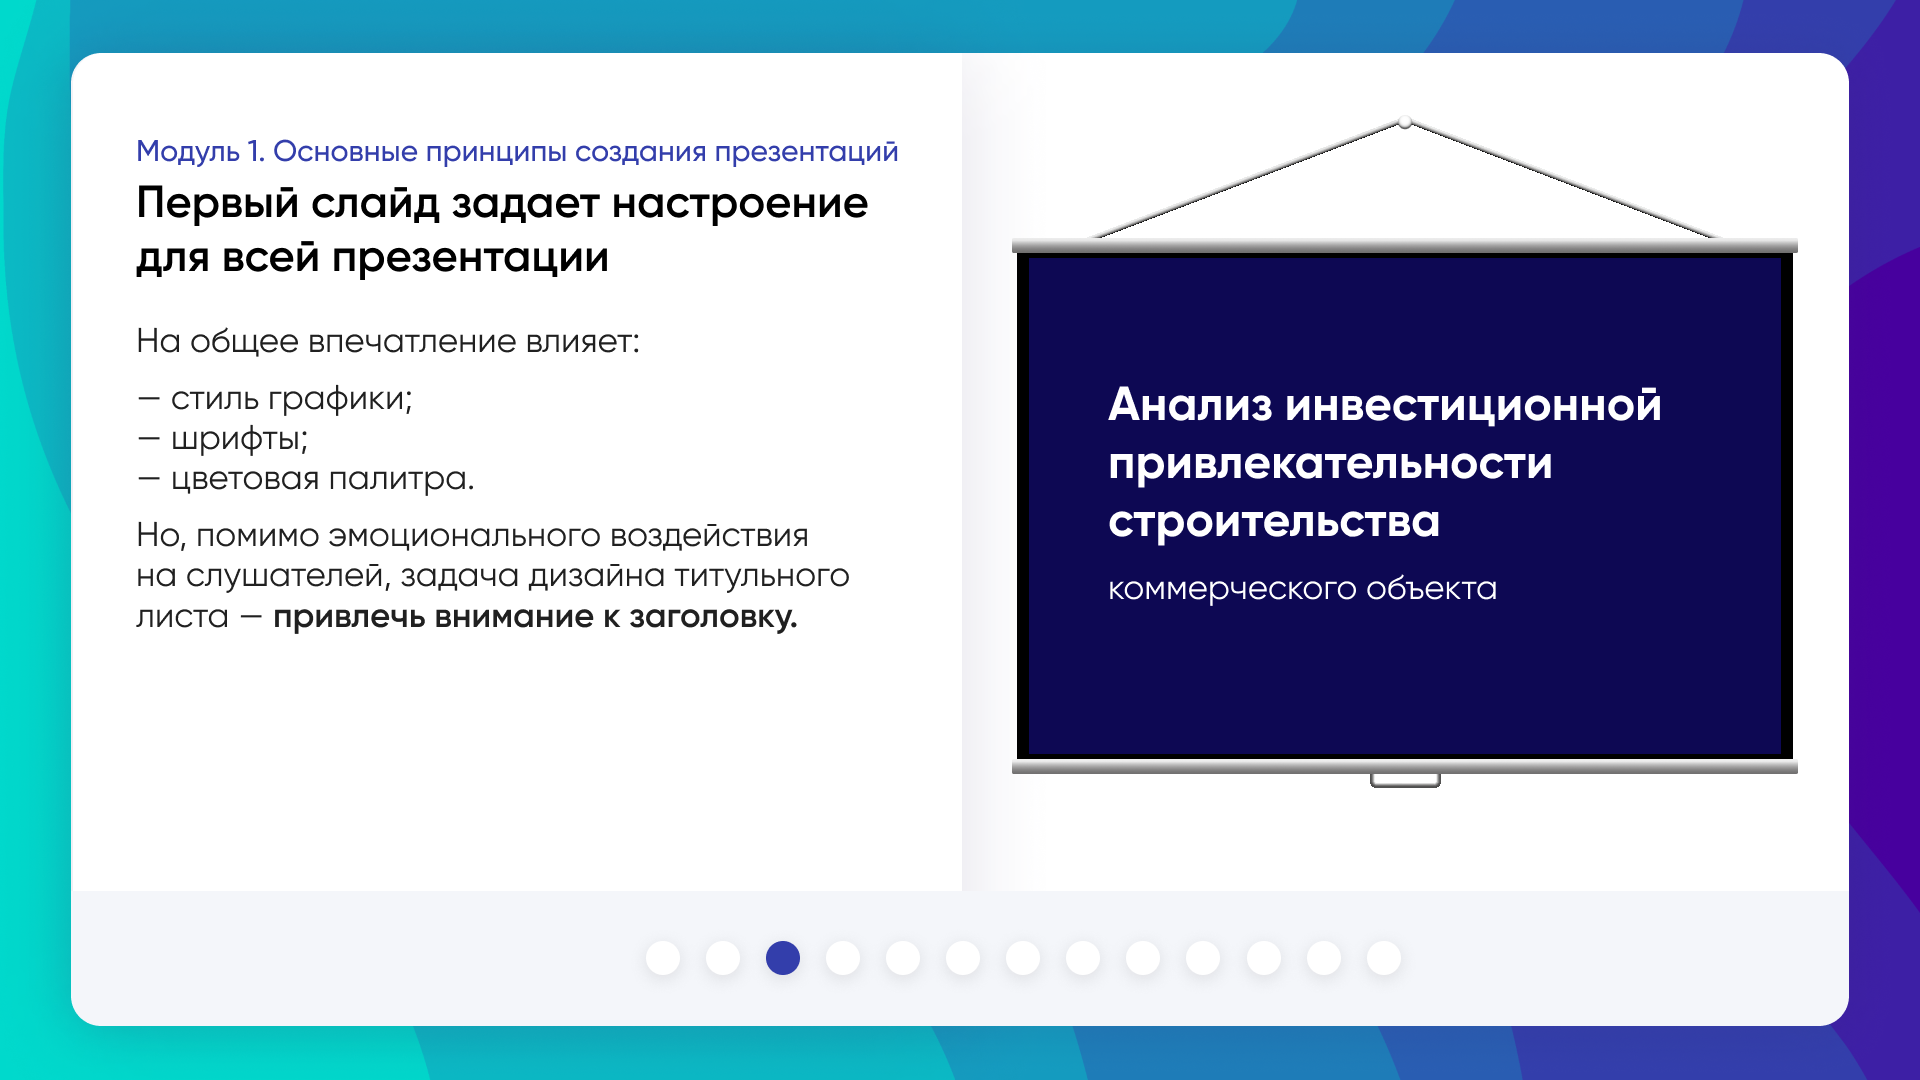 Модуль 1. Основные принципы создания презентаций
Первый слайд задает настроение
для всей презентации
На общее впечатление влияет:
— стиль графики;
— шрифты;
— цветовая палитра.
Но, помимо эмоционального воздействия
на слушателей, задача дизайна титульного
листа — привлечь внимание к заголовку.
Анализ инвестиционной
привлекательности
строительства
коммерческого объекта